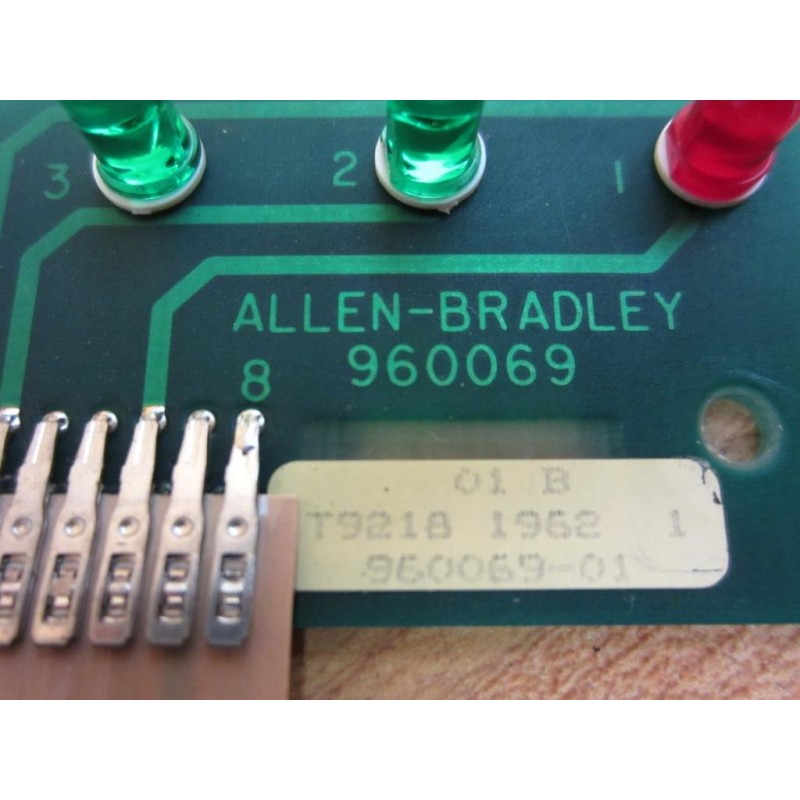 3 2 1
ALLEN-BRADLEY
8 960069
01 B
T9218 1962 1
960069-01